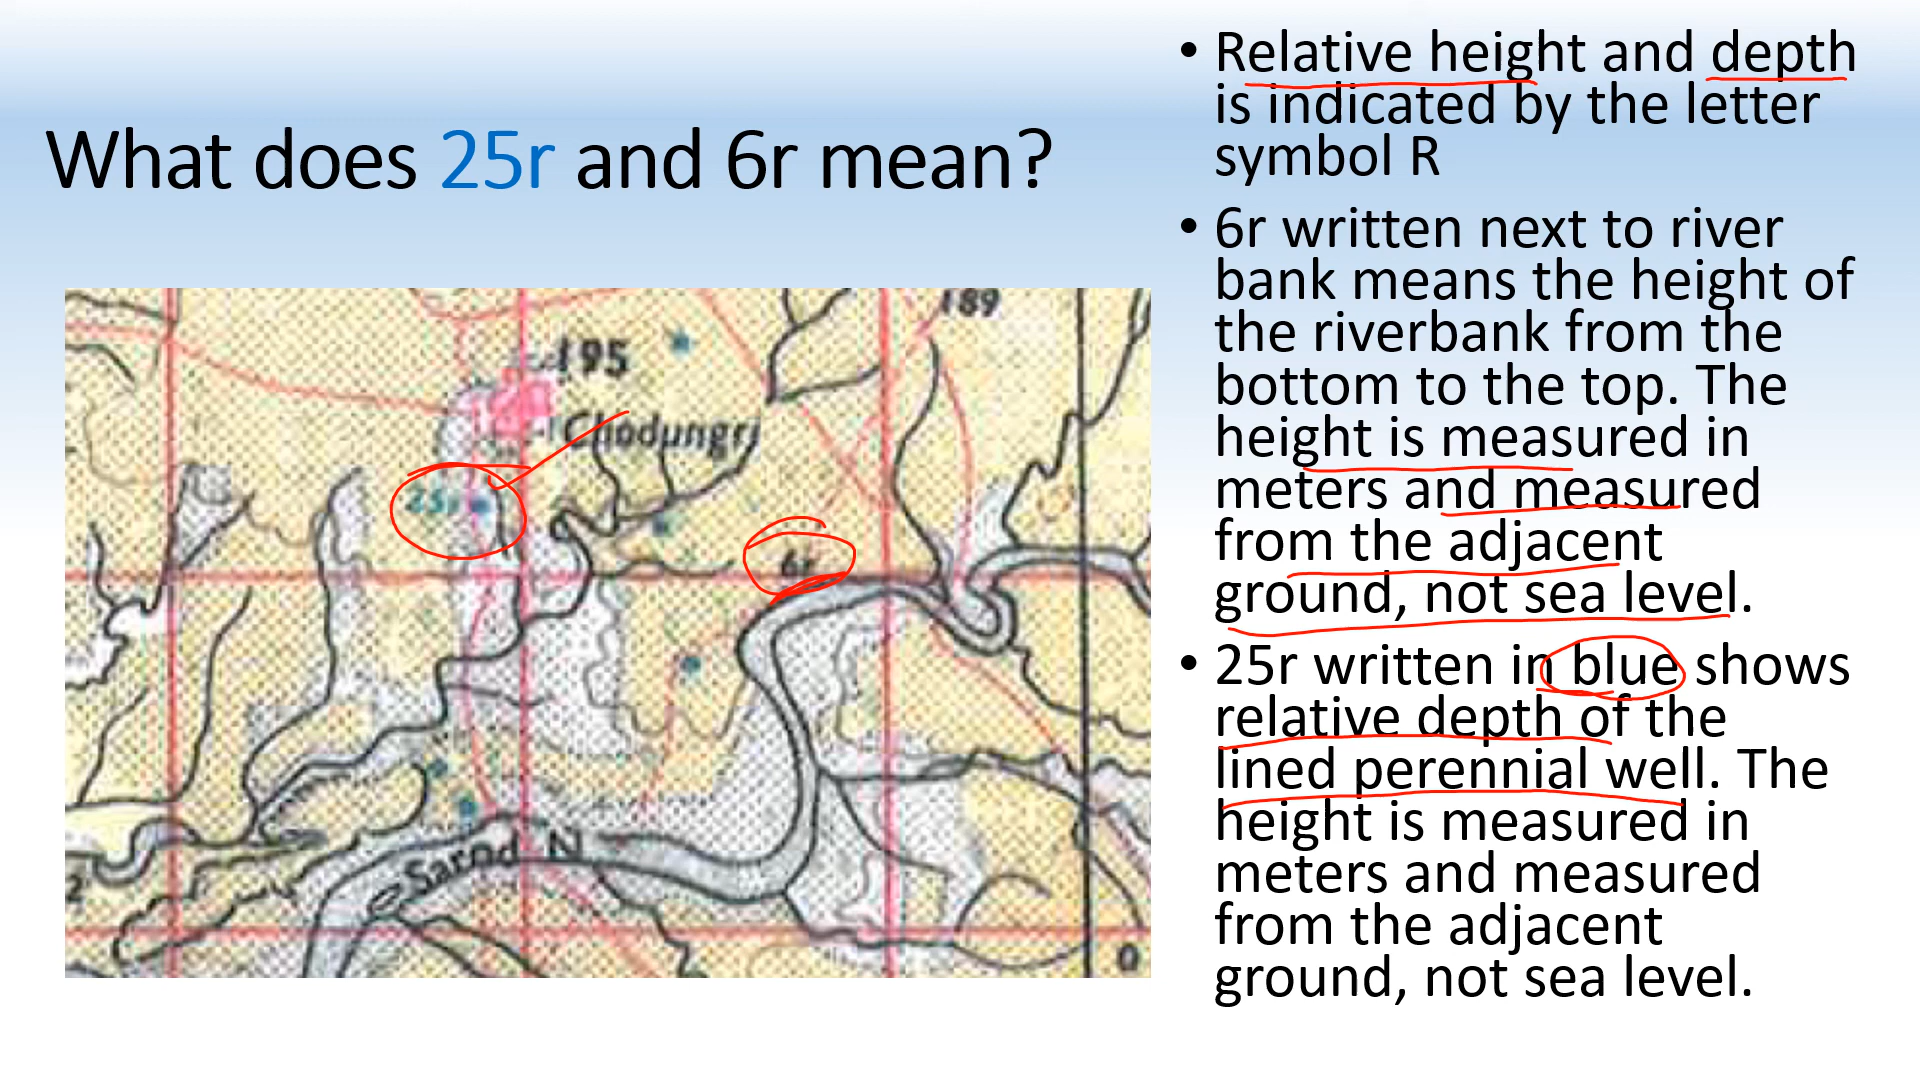 What does 25r and 6r mean?
• Relative height and depth
is indicated by the letter
symbol R
• 6r written next to river
bank means the height of
the riverbank from the
bottom to the top. The
height is measured in
meters and measured
from the adjacent
ground, not sea level.
• 25r written in blue shows
relative depth of the
lined perennial well. The
height is measured in
meters and measured
from the adjacent
ground, not sea level.
189
195
Chodungri
25r
6r
Sarod N
2
0